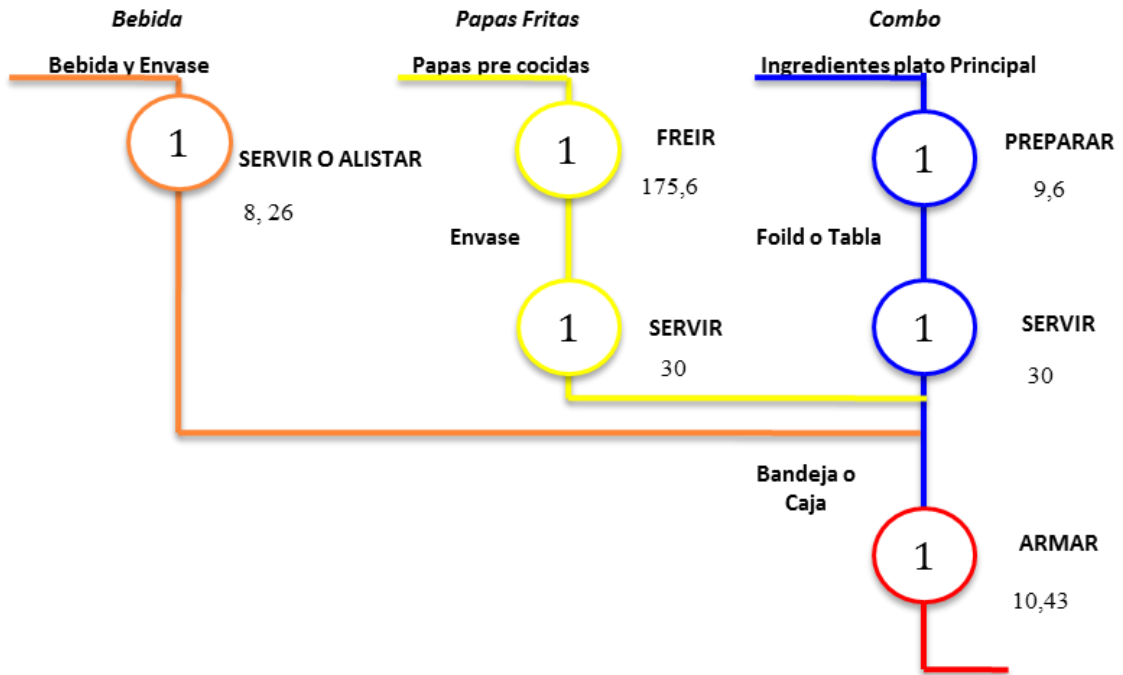 Bebida
Papas Fritas
Combo
Bebida y Envase
Papas pre cocidas
Ingredientes plato Principal
1
SERVIR O ALISTAR
8, 26
1
FREIR
175,6
1
PREPARAR
9,6
Envase
Foild o Tabla
1
SERVIR
30
1
SERVIR
30
Bandeja o
Caja
1
ARMAR
10,43